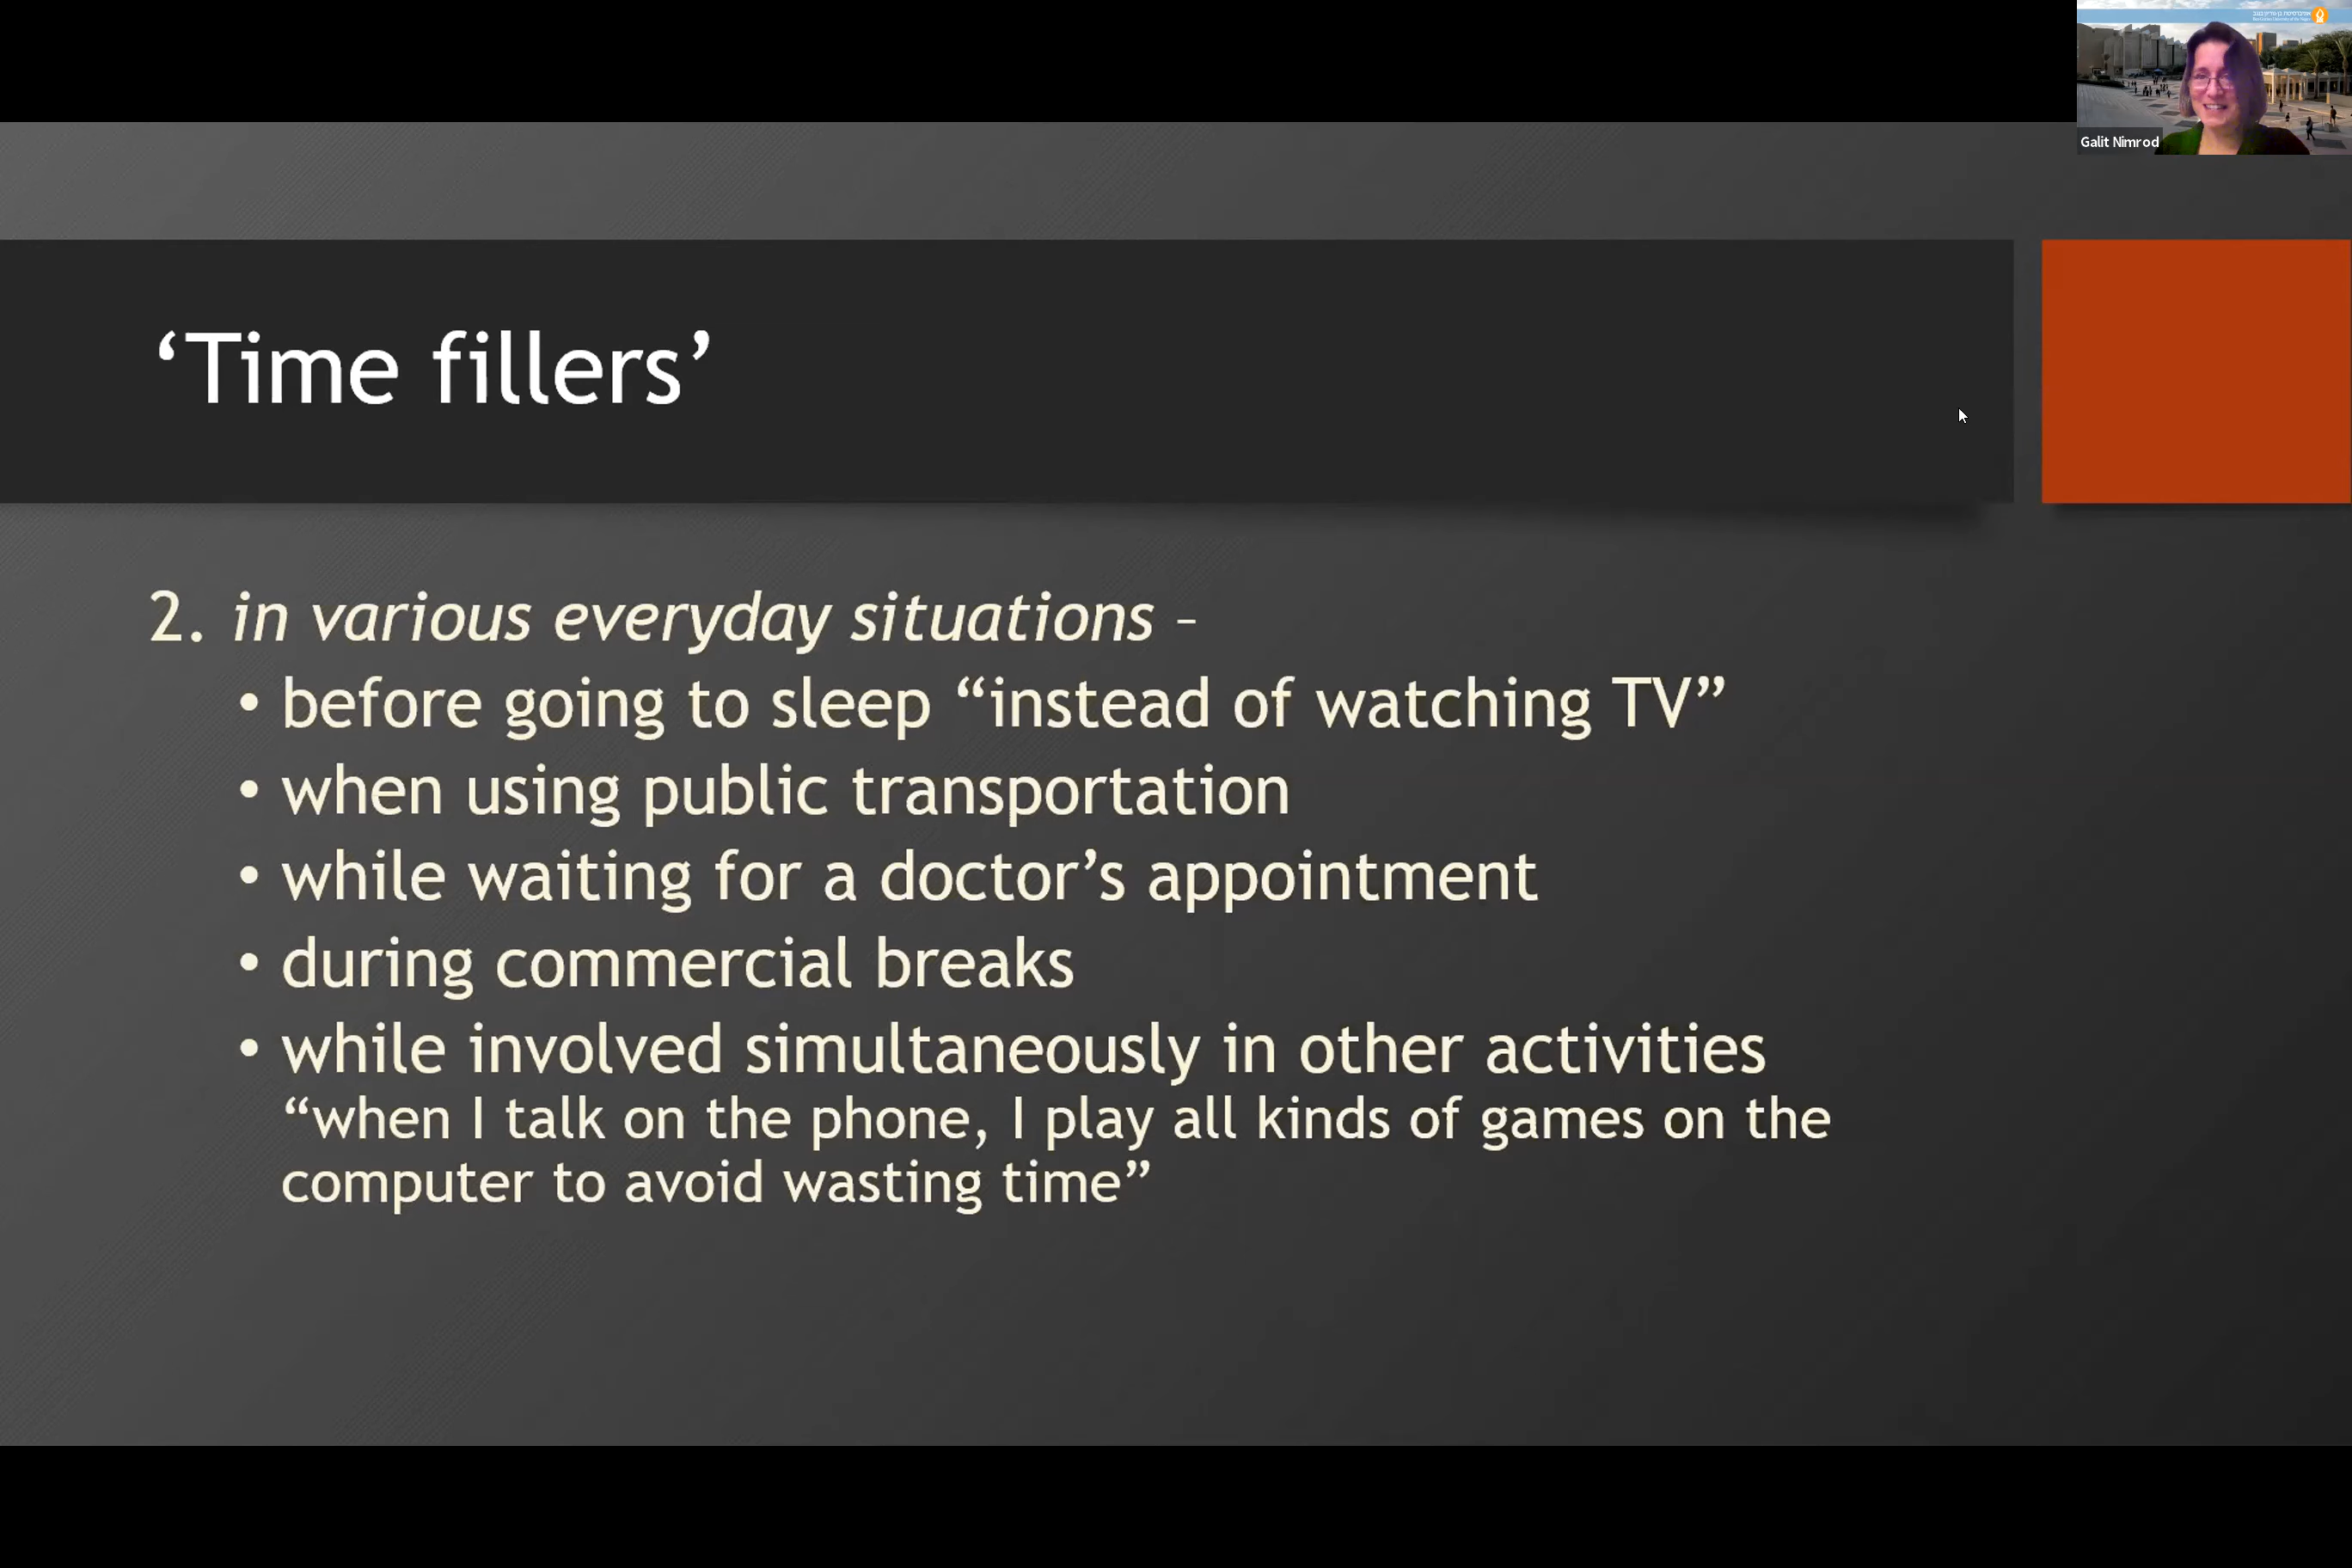 Galit Nimrod
‘Time fillers’
2. in various everyday situations –
• before going to sleep “instead of watching TV”
• when using public transportation
• while waiting for a doctor’s appointment
• during commercial breaks
• while involved simultaneously in other activities
“when I talk on the phone, I play all kinds of games on the
computer to avoid wasting time”